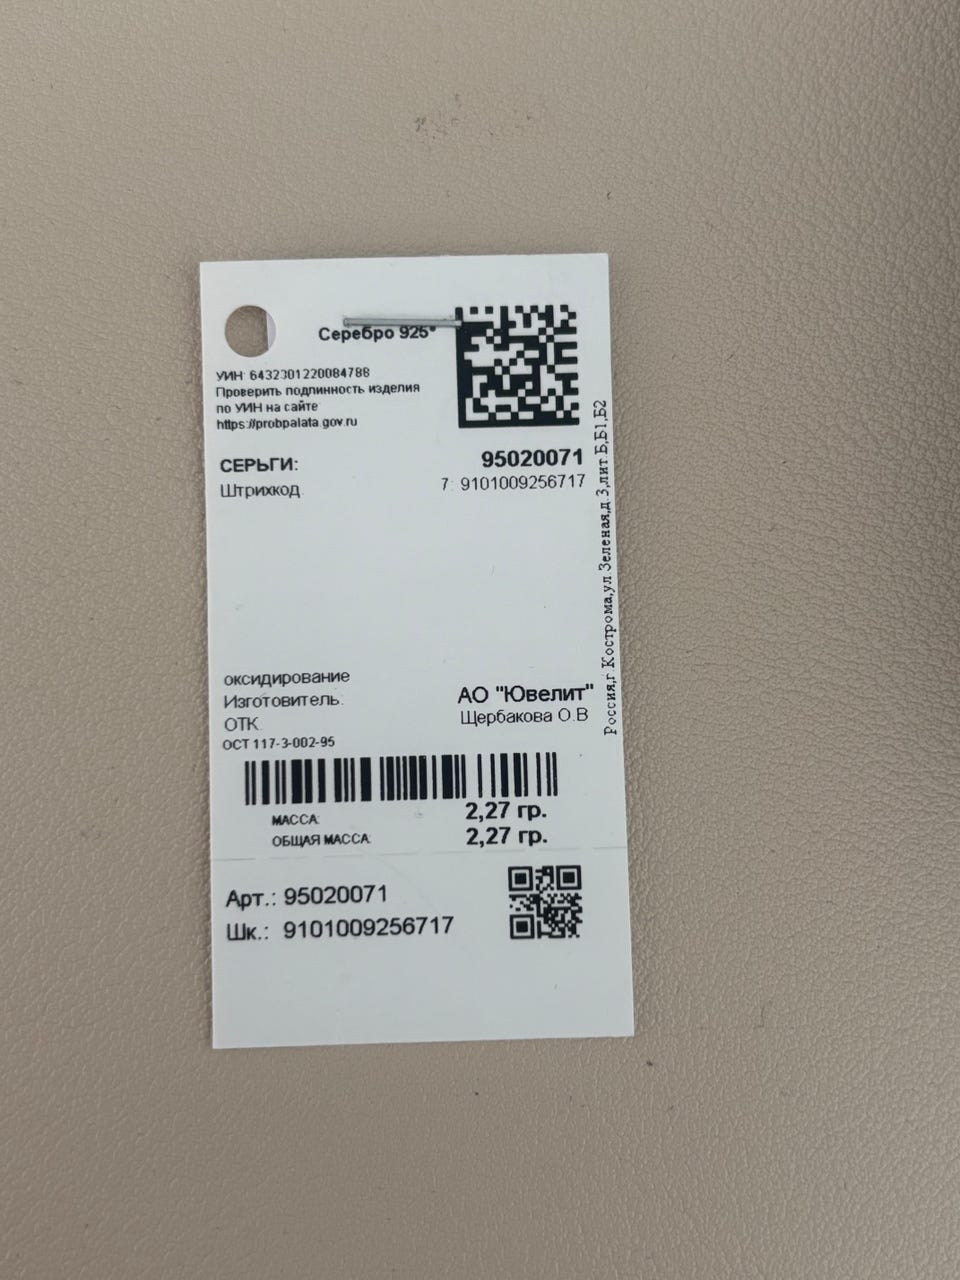 Серебро 925°
УИН: 6432301220084788
Проверить подлинность изделия
по УИН на сайте
https://probpalata.gov.ru
СЕРЬГИ: 95020071
Штрихкод: 7: 9101009256717
оксидирование
Изготовитель: АО "Ювелит"
ОТК: Щербакова О.В
ОСТ 117-3-002-95
МАССА: 2,27 гр.
ОБЩАЯ МАССА: 2,27 гр.
Арт.: 95020071
Шк.: 9101009256717
Россия,г Кострома,ул Зеленая,д.3,лит Б,Б1,Б2